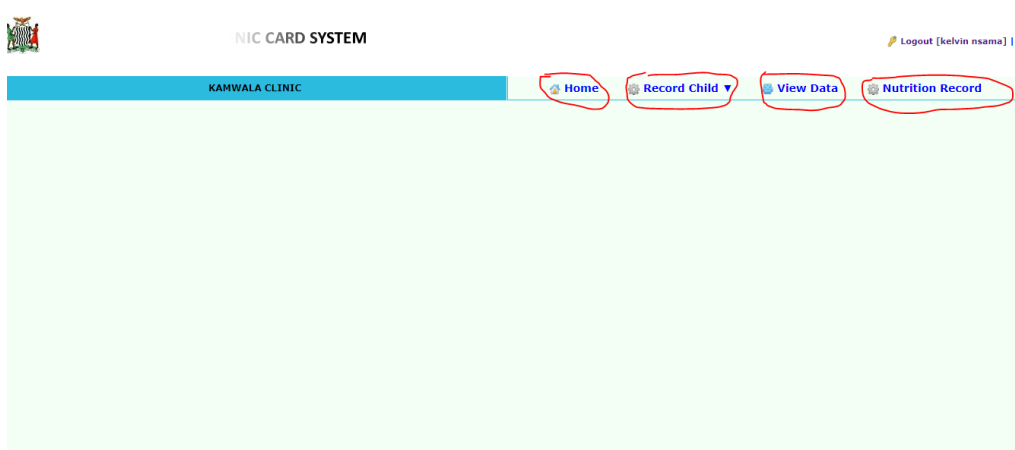 NIC CARD SYSTEM
Logout [kelvin nsama] |
KAMWALA CLINIC
Home
Record Child ▼
View Data
Nutrition Record